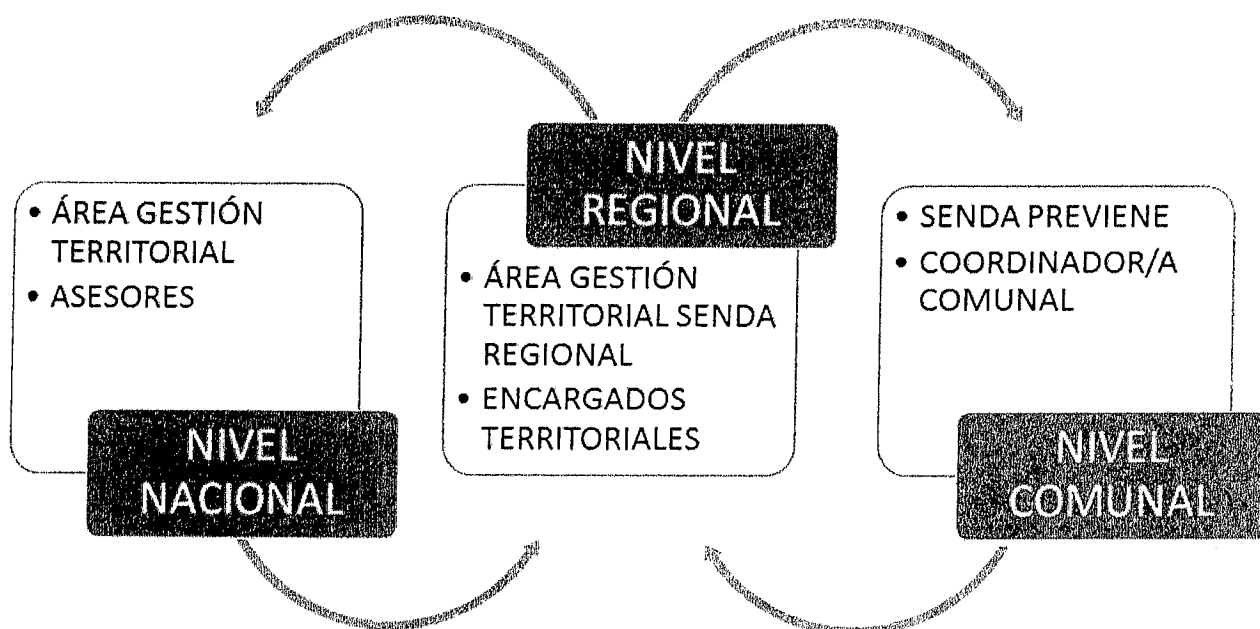 • ÁREA GESTIÓN
TERRITORIAL
• ASESORES
NIVEL
NACIONAL
NIVEL
REGIONAL
• ÁREA GESTIÓN
TERRITORIAL SENDA
REGIONAL
• ENCARGADOS
TERRITORIALES
• SENDA PREVIENE
• COORDINADOR/A
COMUNAL
NIVEL
COMUNAL